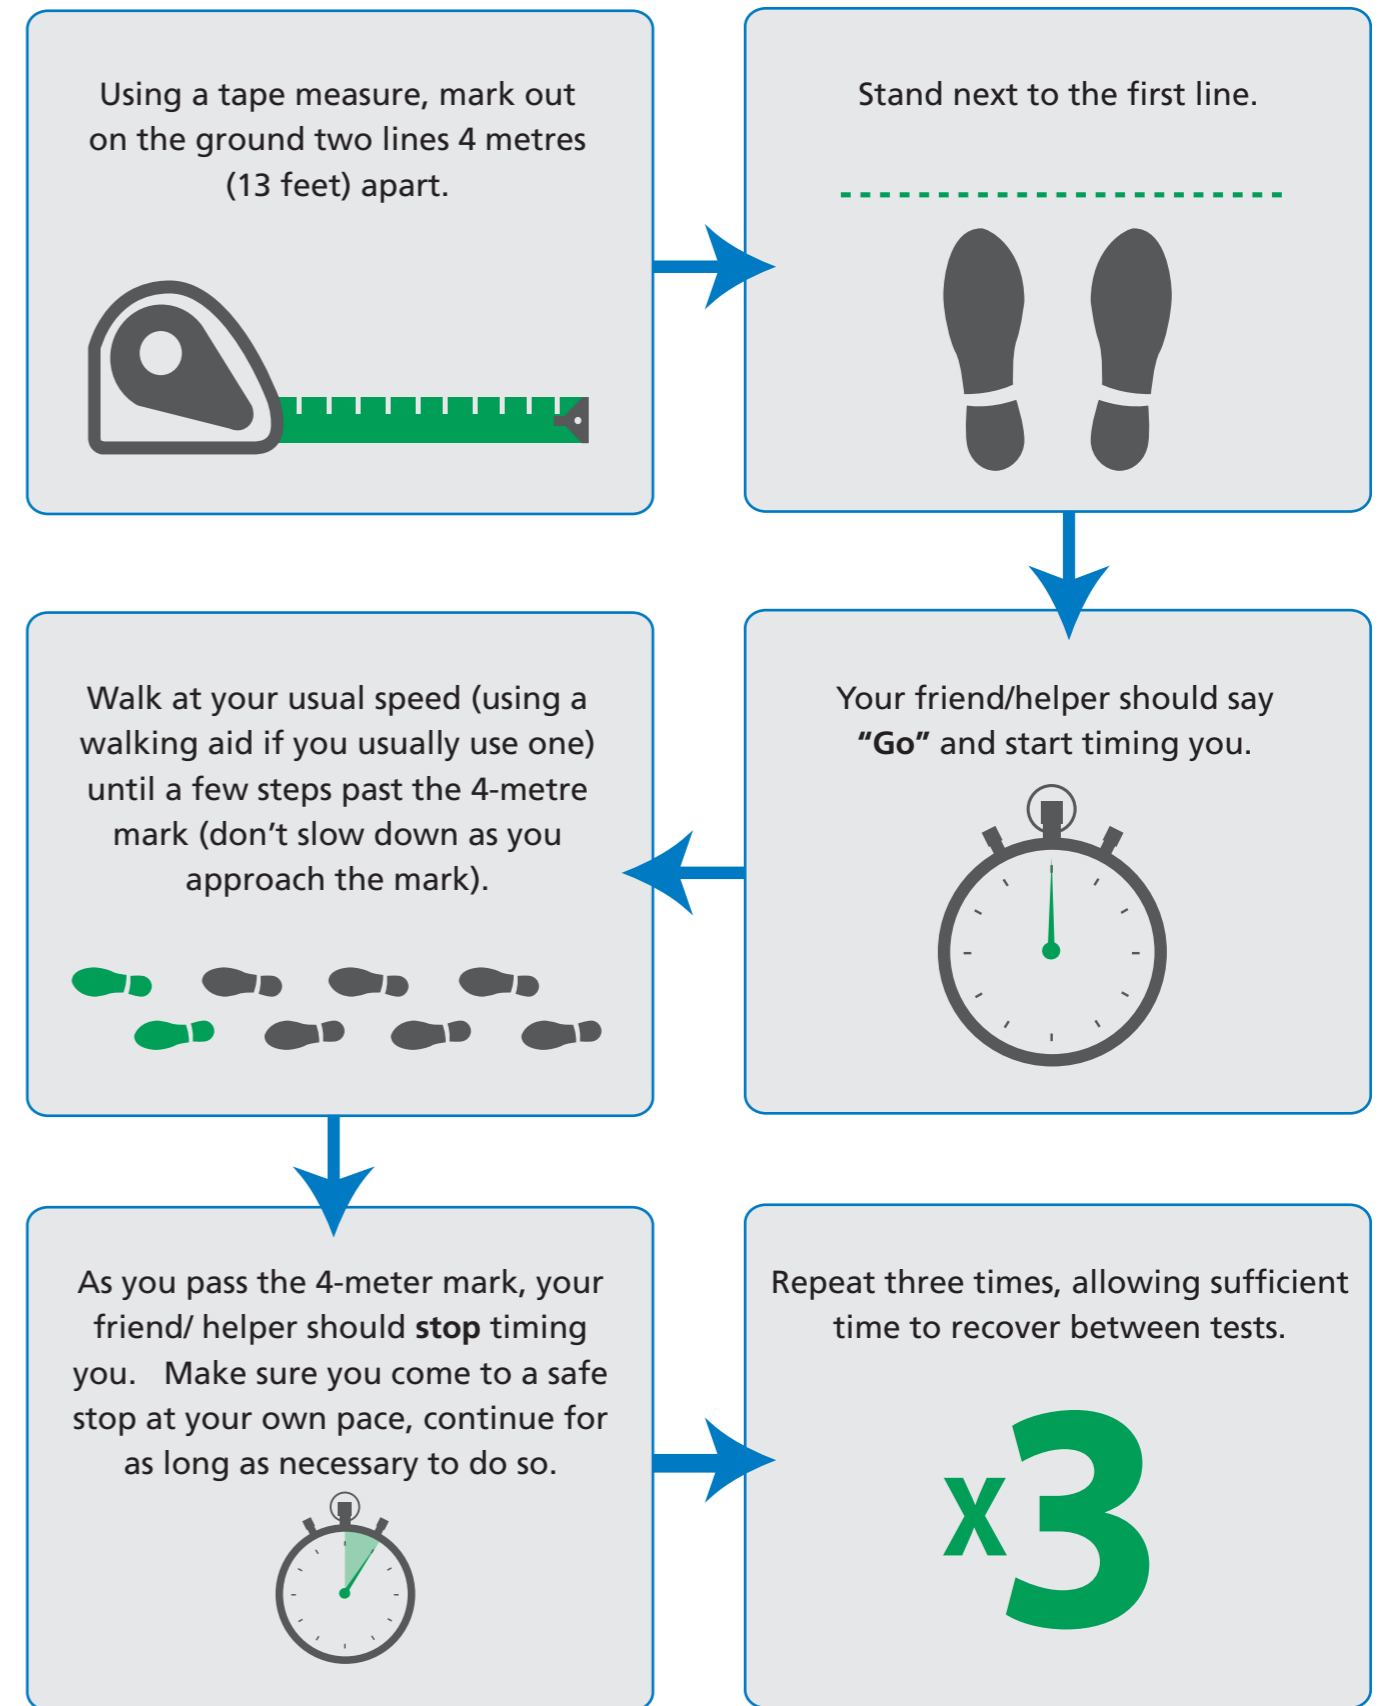 Using a tape measure, mark out
on the ground two lines 4 metres
(13 feet) apart.
Stand next to the first line.
Your friend/helper should say
“Go” and start timing you.
Walk at your usual speed (using a
walking aid if you usually use one)
until a few steps past the 4-metre
mark (don’t slow down as you
approach the mark).
As you pass the 4-meter mark, your
friend/ helper should stop timing
you.   Make sure you come to a safe
stop at your own pace, continue for
as long as necessary to do so.
Repeat three times, allowing sufficient
time to recover between tests.
x3